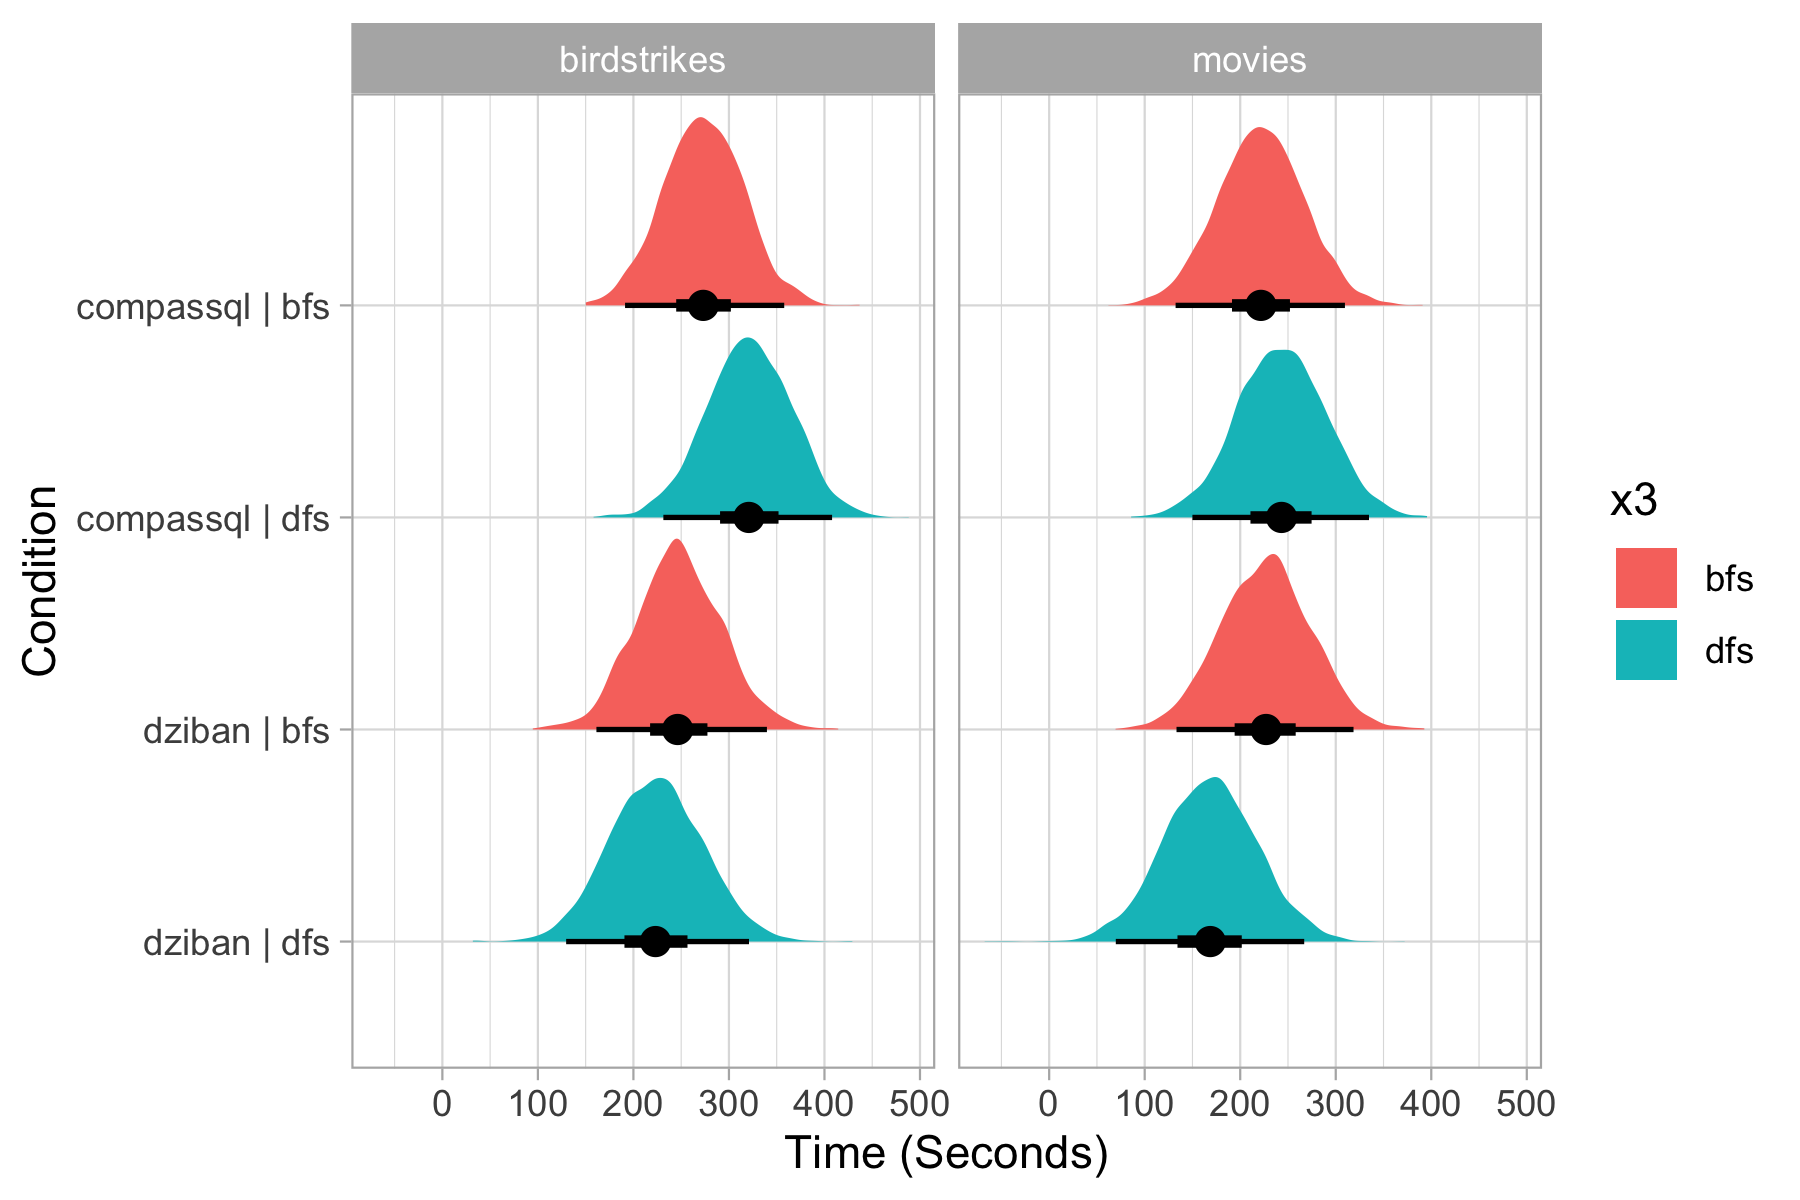 birdstrikes
movies
compassql | bfs
compassql | dfs
dziban | bfs
dziban | dfs
Condition
0 100 200 300 400 500
0 100 200 300 400 500
Time (Seconds)
x3
bfs
dfs